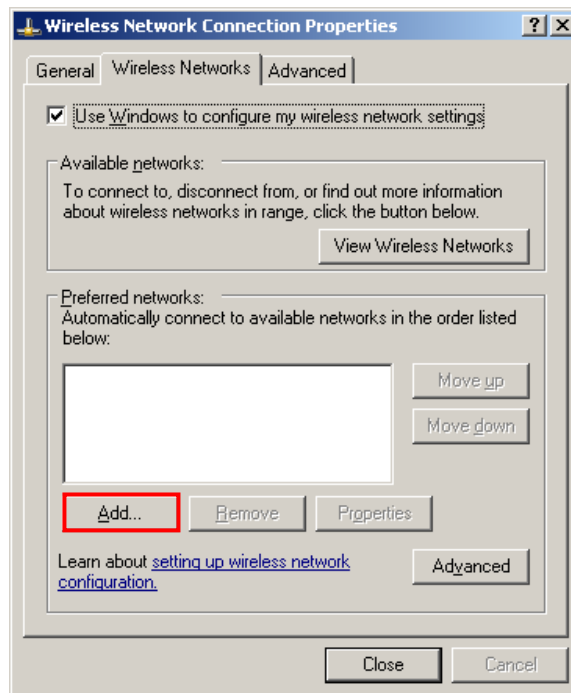 Wireless Network Connection Properties
General
Wireless Networks
Advanced
Use Windows to configure my wireless network settings
Available networks:
To connect to, disconnect from, or find out more information
about wireless networks in range, click the button below.
View Wireless Networks
Preferred networks:
Automatically connect to available networks in the order listed
below:
Move up
Move down
Add...
Remove
Properties
Learn about setting up wireless network
configuration.
Advanced
Close
Cancel